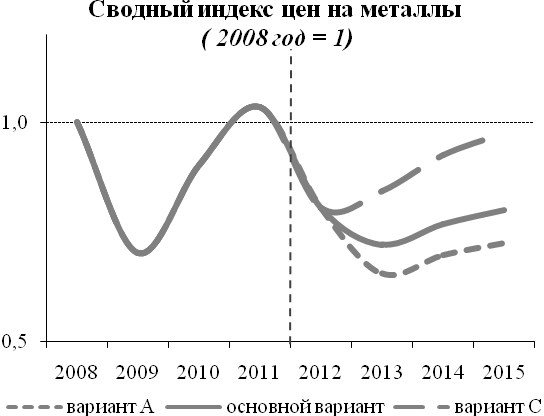 Сводный индекс цен на металлы
( 2008 год = 1)
1,0
0,5
2008 2009 2010 2011 2012 2013 2014 2015
вариант А основной вариант вариант С